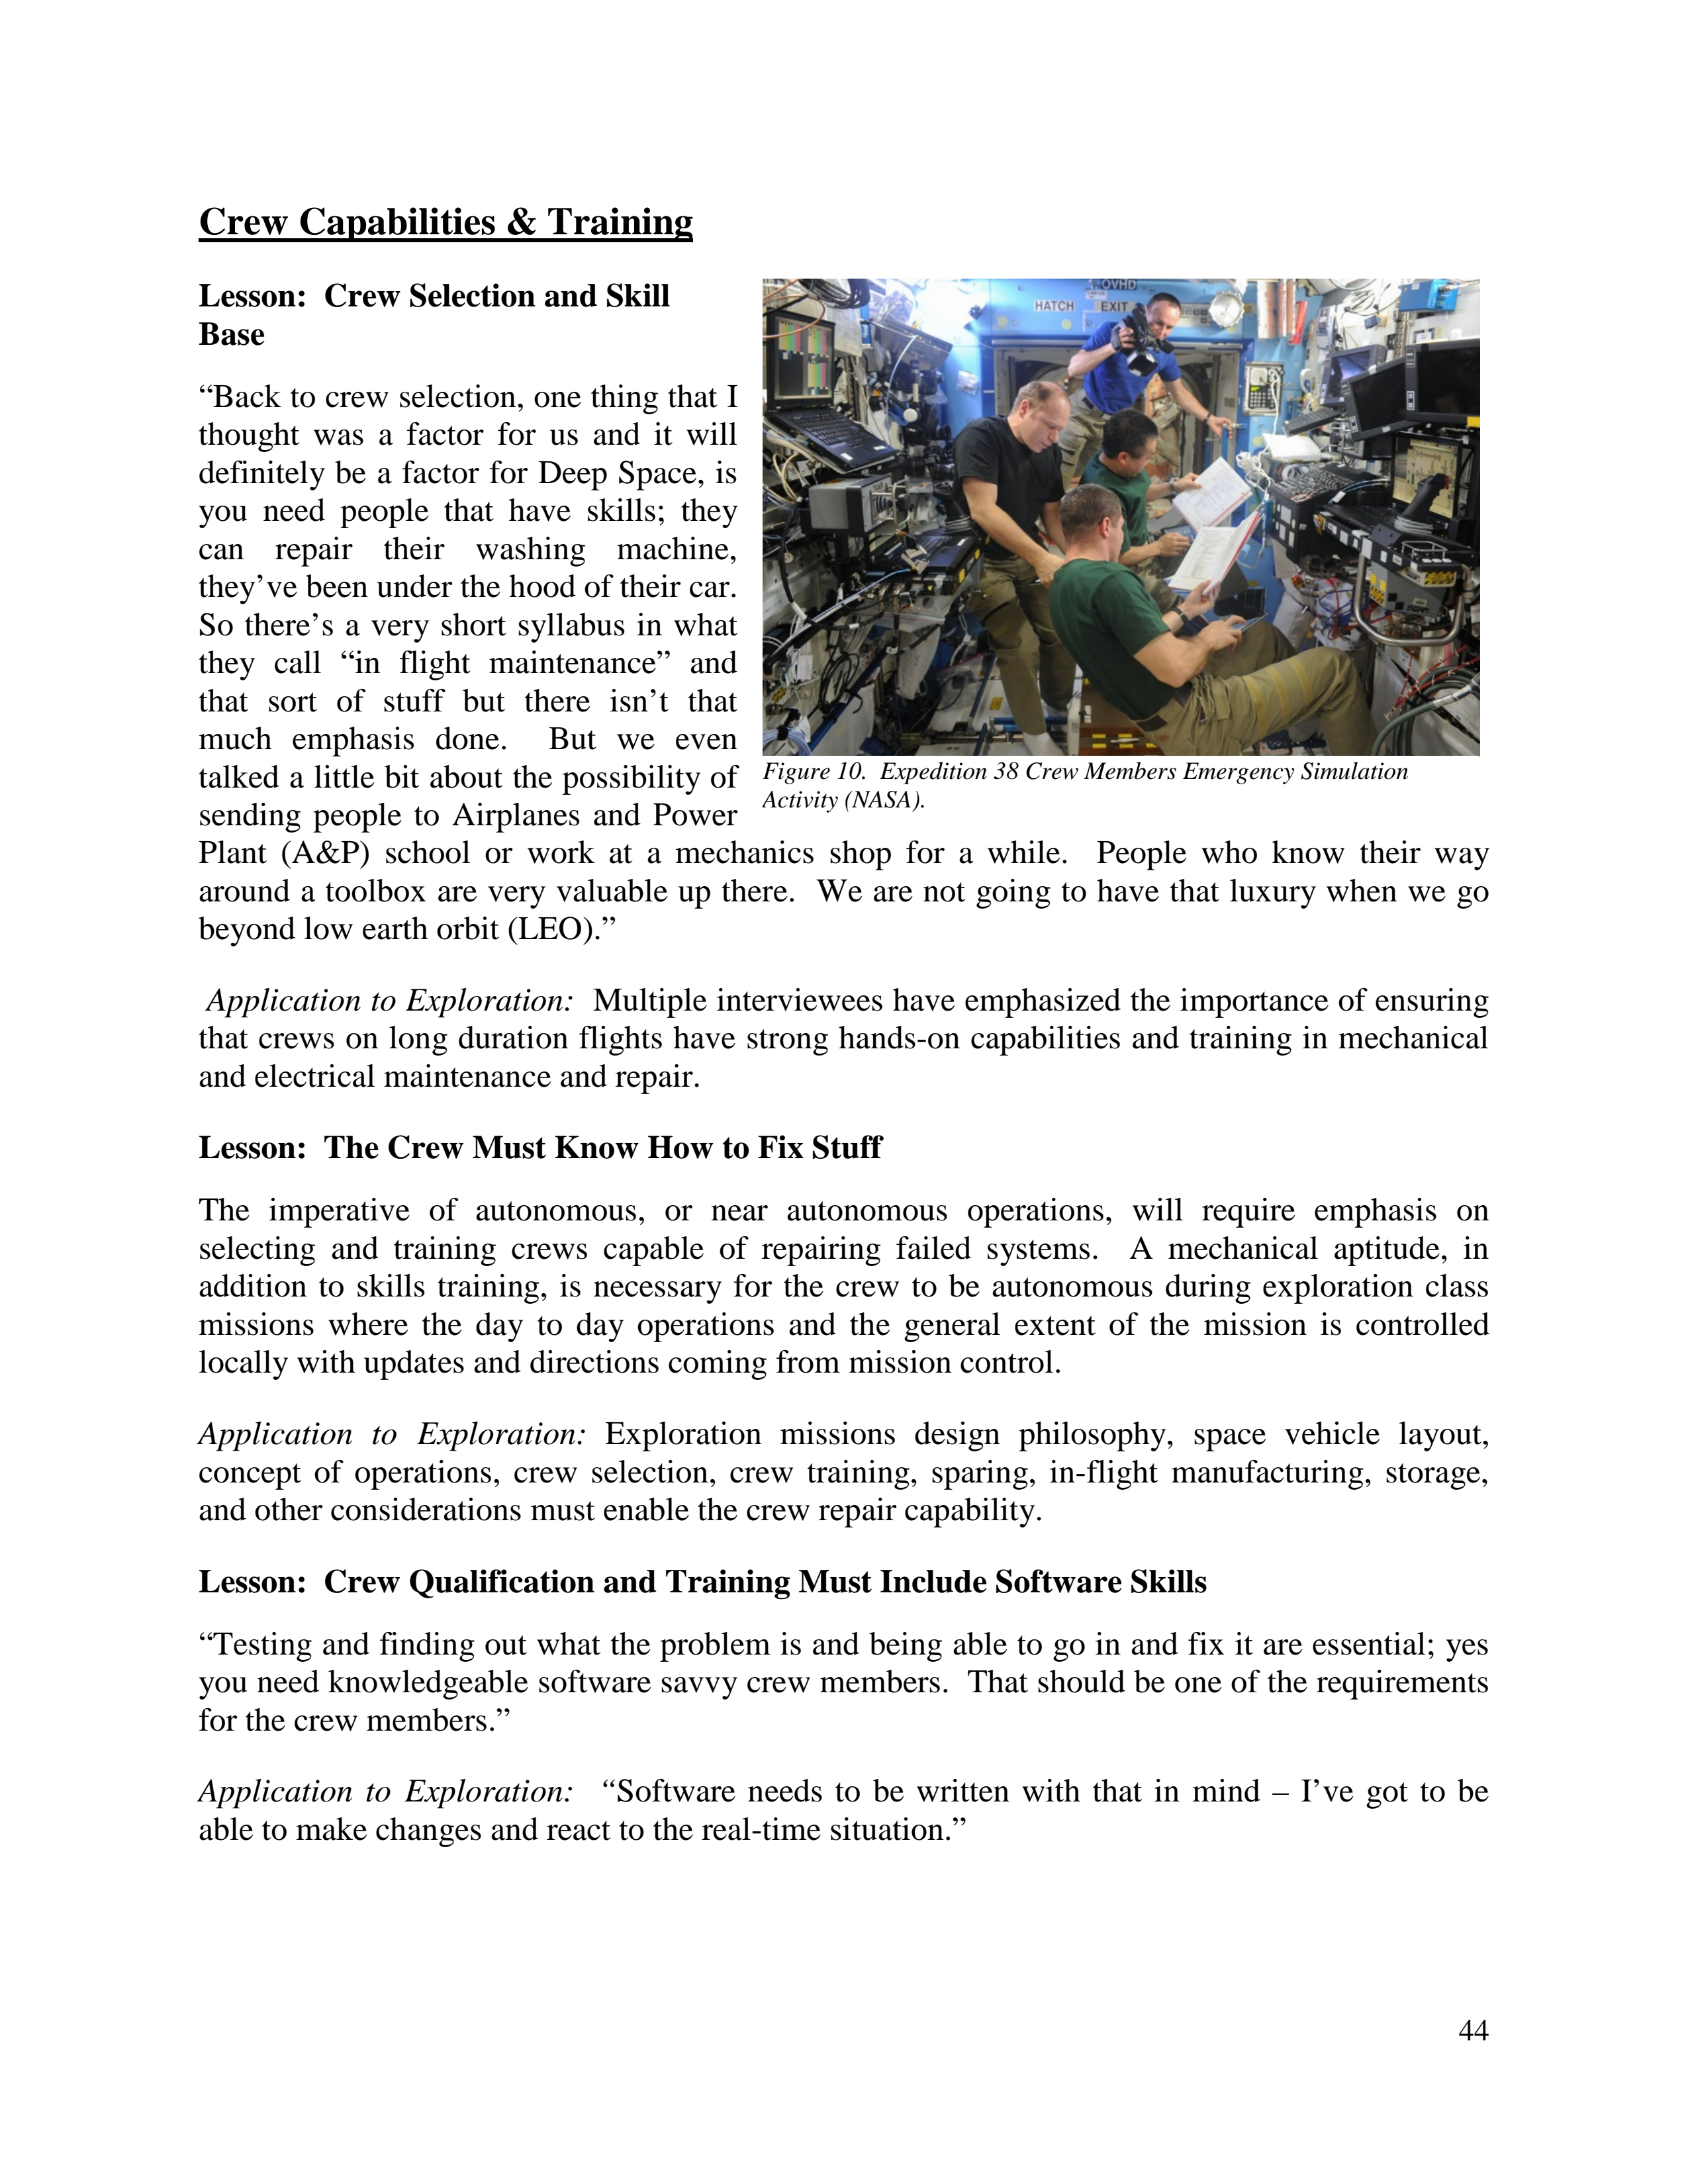 Crew Capabilities & Training
Lesson:  Crew Selection and Skill
Base
“Back to crew selection, one thing that I
thought was a factor for us and it will
definitely be a factor for Deep Space, is
you need people that have skills; they
can repair their washing machine,
they’ve been under the hood of their car.
So there’s a very short syllabus in what
they call “in flight maintenance” and
that sort of stuff but there isn’t that
much emphasis done.  But we even
talked a little bit about the possibility of
sending people to Airplanes and Power
OVHD
HATCH EXIT
Figure 10.  Expedition 38 Crew Members Emergency Simulation
Activity (NASA).
Plant (A&P) school or work at a mechanics shop for a while.  People who know their way
around a toolbox are very valuable up there.  We are not going to have that luxury when we go
beyond low earth orbit (LEO).”
Application to Exploration:  Multiple interviewees have emphasized the importance of ensuring
that crews on long duration flights have strong hands-on capabilities and training in mechanical
and electrical maintenance and repair.
Lesson:  The Crew Must Know How to Fix Stuff
The imperative of autonomous, or near autonomous operations, will require emphasis on
selecting and training crews capable of repairing failed systems.  A mechanical aptitude, in
addition to skills training, is necessary for the crew to be autonomous during exploration class
missions where the day to day operations and the general extent of the mission is controlled
locally with updates and directions coming from mission control.
Application to Exploration: Exploration missions design philosophy, space vehicle layout,
concept of operations, crew selection, crew training, sparing, in-flight manufacturing, storage,
and other considerations must enable the crew repair capability.
Lesson:  Crew Qualification and Training Must Include Software Skills
“Testing and finding out what the problem is and being able to go in and fix it are essential; yes
you need knowledgeable software savvy crew members.  That should be one of the requirements
for the crew members.”
Application to Exploration:  “Software needs to be written with that in mind – I’ve got to be
able to make changes and react to the real-time situation.”
44